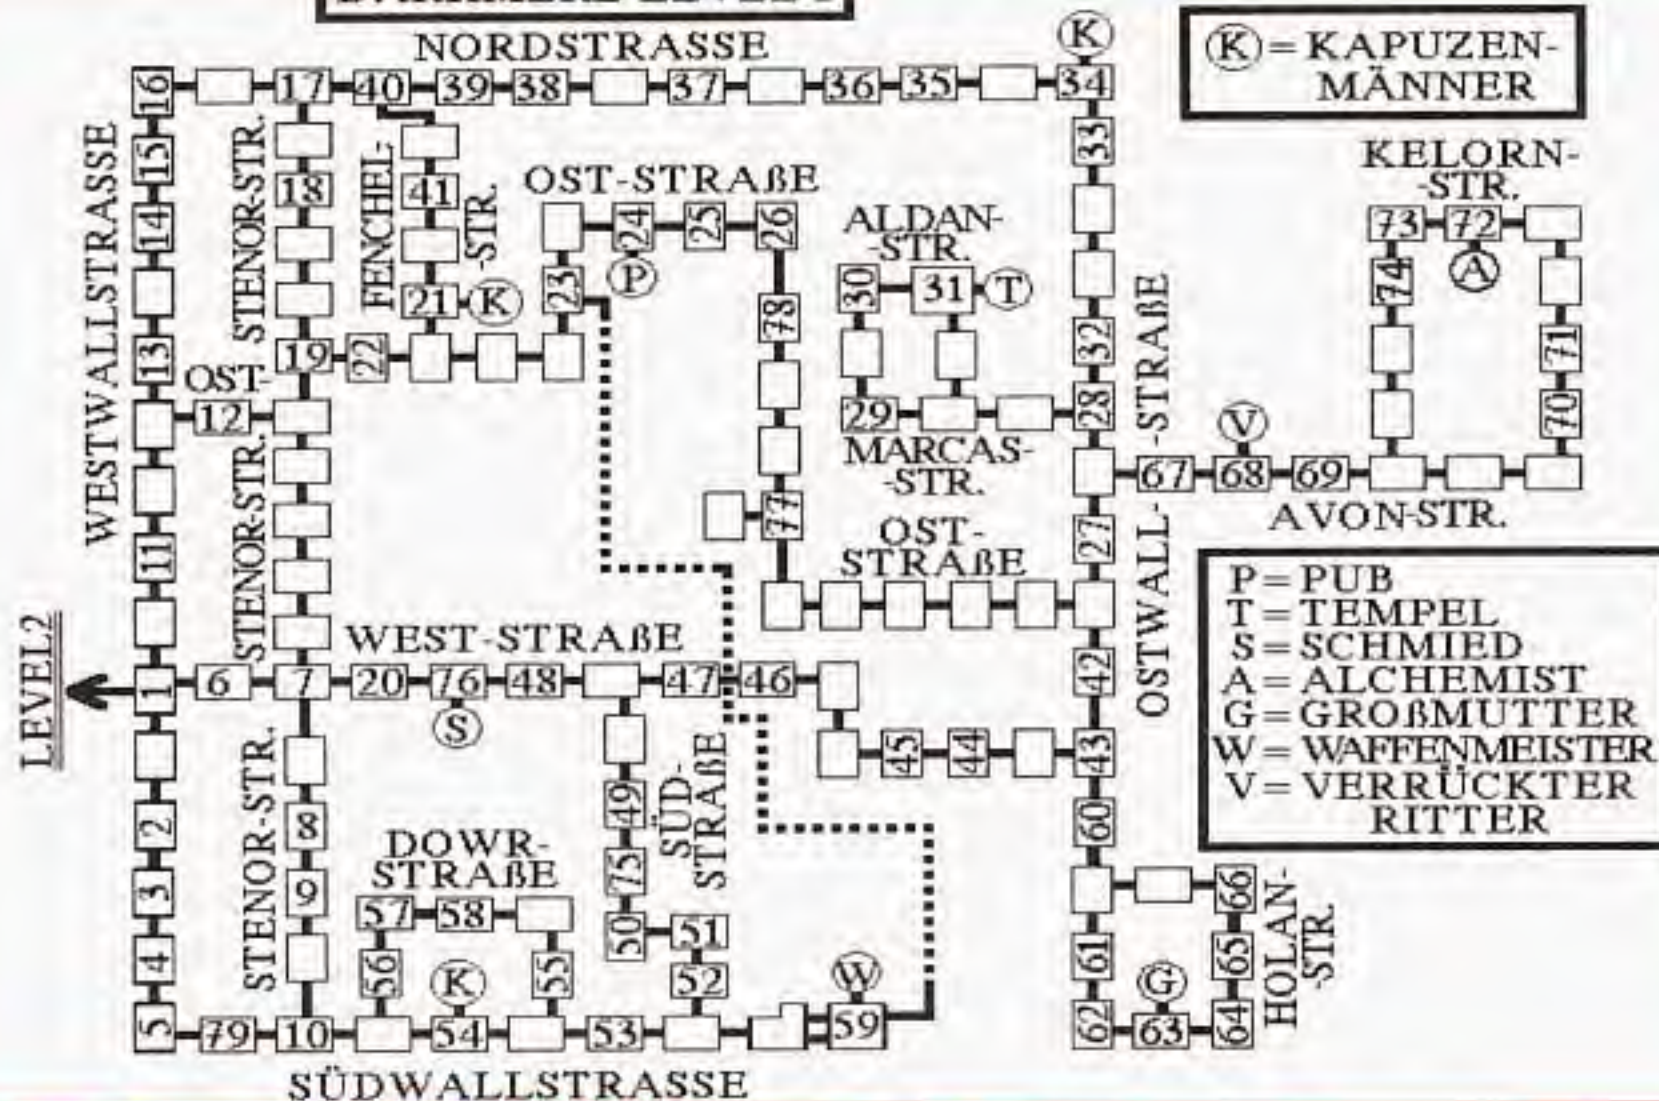 NORDSTRASSE
Ⓚ = KAPUZEN-
MÄNNER
K
16 17 40 39 38 37 36 35 34
WESTWALLSTRASSE
15
14
13
STENOR-STR.
18
19
FENCHEL-
-STR.
41
21 K
22
OST-STRAßE
23
24 25 26
P
78
77
ALDAN-
-STR.
30 31 T
29
MARCAS-
-STR.
33
32
28
27
42
43
60
OSTWALL-
-STRAßE
KELORN-
-STR.
73 72
A
74
71
70
V
67 68 69
AVON-STR.
OST-
12
STENOR-STR.
11
OST-
STRAßE
P = PUB
T = TEMPEL
S = SCHMIED
A = ALCHEMIST
G = GROßMUTTER
W = WAFFENMEISTER
V = VERRÜCKTER
RITTER
LEVEL2
WEST-STRAßE
1 6 7 20 76 48 47 46
S
45 44
2
3
4
5
STENOR-STR.
8
9
DOWR-
STRAßE
57 58
56
55
K
SÜD-
STRAßE
49
75
50 51
52
W
79 10 54 53 59
SÜDWALLSTRASSE
66
65
64
61
62 63
G
HOLAN-
-STR.